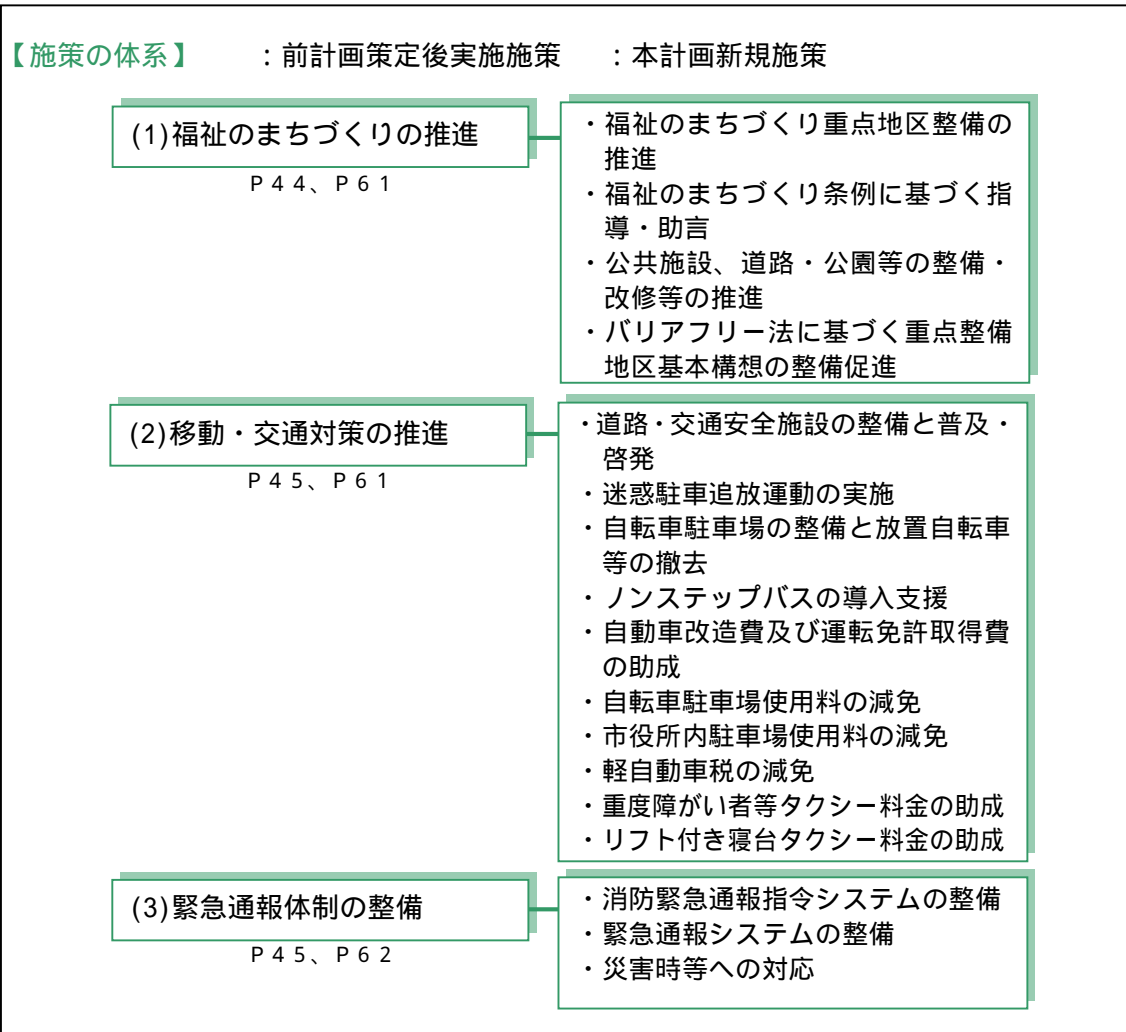 【施策の体系】　　：前計画策定後実施施策　　：本計画新規施策
(1)福祉のまちづくりの推進
Ｐ４４、Ｐ６１
・福祉のまちづくり重点地区整備の
推進
・福祉のまちづくり条例に基づく指
導・助言
・公共施設、道路・公園等の整備・
改修等の推進
・バリアフリー法に基づく重点整備
地区基本構想の整備促進
(2)移動・交通対策の推進
Ｐ４５、Ｐ６１
・道路・交通安全施設の整備と普及・
啓発
・迷惑駐車追放運動の実施
・自転車駐車場の整備と放置自転車
等の撤去
・ノンステップバスの導入支援
・自動車改造費及び運転免許取得費
の助成
・自転車駐車場使用料の減免
・市役所内駐車場使用料の減免
・軽自動車税の減免
・重度障がい者等タクシー料金の助成
・リフト付き寝台タクシー料金の助成
(3)緊急通報体制の整備
Ｐ４５、Ｐ６２
・消防緊急通報指令システムの整備
・緊急通報システムの整備
・災害時等への対応